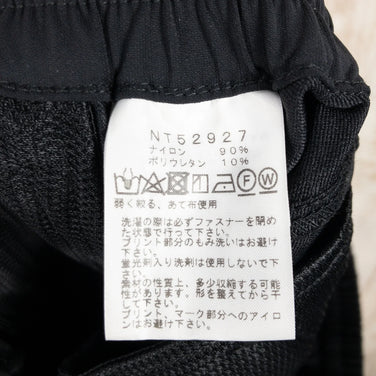 NT52927
ナイロン 90%
ポリウレタン 10%
F W
弱く絞る、あて布使用
洗濯の際は必ずファスナーを閉め
た状態で行って下さい。
プリント部分のもみ洗いはお避け
下さい。
蛍光剤入り洗剤は使用しないで下
さい。
素材の性質上、多少収縮する可能
性があります。形を整えてから干
して下さい。
プリント、マーク部分へのアイロ
ンはお避け下さい。